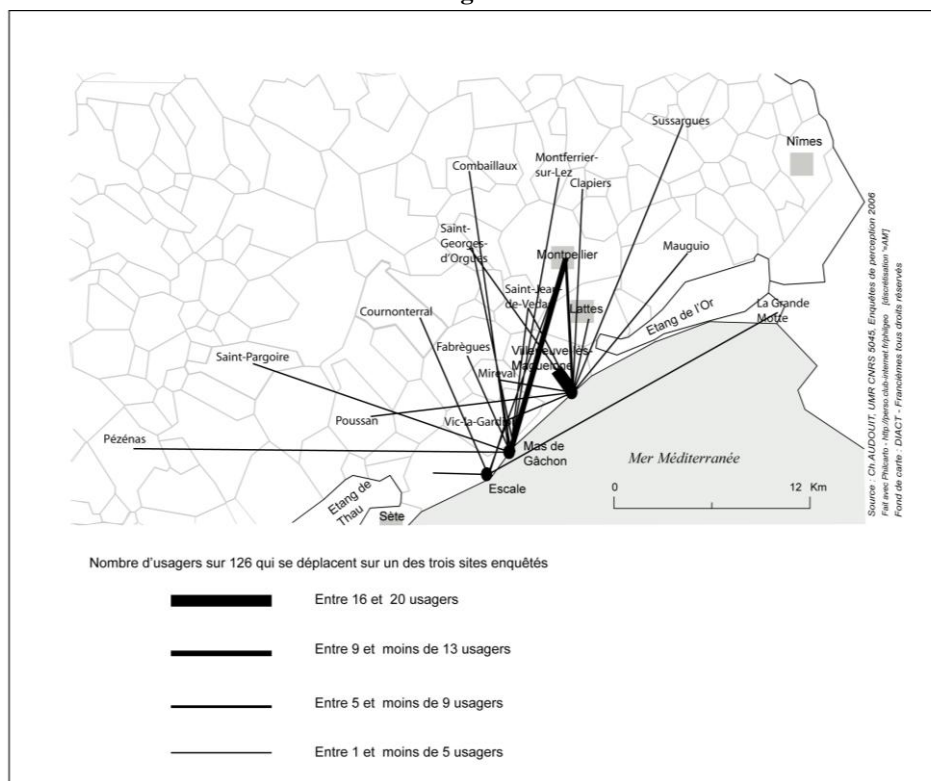 Sussargues
Nîmes
Combaillaux
Montferrier-
sur-Lez
Clapiers
Saint-
Georges-
d'Orgues
Montpellier
Mauguio
Saint-Jean-
de-Vedas
Lattes
Etang de l'Or
La Grande
Motte
Cournonterral
Fabrègues
Villeneuve-lès-
Maguelonne
Saint-Pargoire
Mireval
Poussan
Vic-la-Gardiole
Pézénas
Mas de
Gâchon
Mer Méditerranée
Escale
Etang de
Thau
Sète
0 12 Km
Source : Ch AUDOUIT, UMR CNRS 5045, Enquêtes de perception 2006
Fait avec Philcarto - http://perso.club-internet.fr/philgeo [discrétisation '=AM']
Fond de carte : DIACT - Francièmes tous droits réservés
Nombre d'usagers sur 126 qui se déplacent sur un des trois sites enquêtés
Entre 16 et 20 usagers
Entre 9 et moins de 13 usagers
Entre 5 et moins de 9 usagers
Entre 1 et moins de 5 usagers